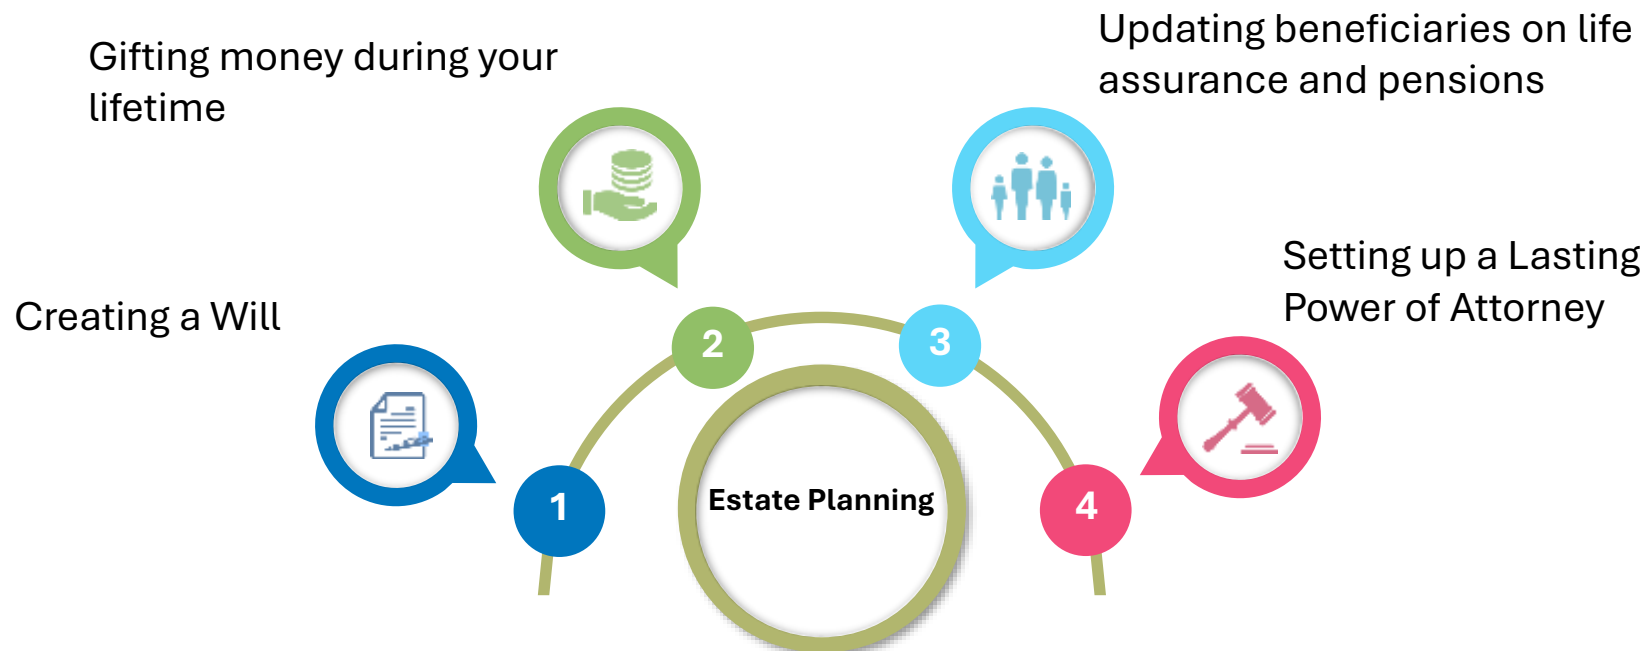 Creating a Will
1
Gifting money during your
lifetime
2
Updating beneficiaries on life
assurance and pensions
3
Setting up a Lasting
Power of Attorney
4
Estate Planning